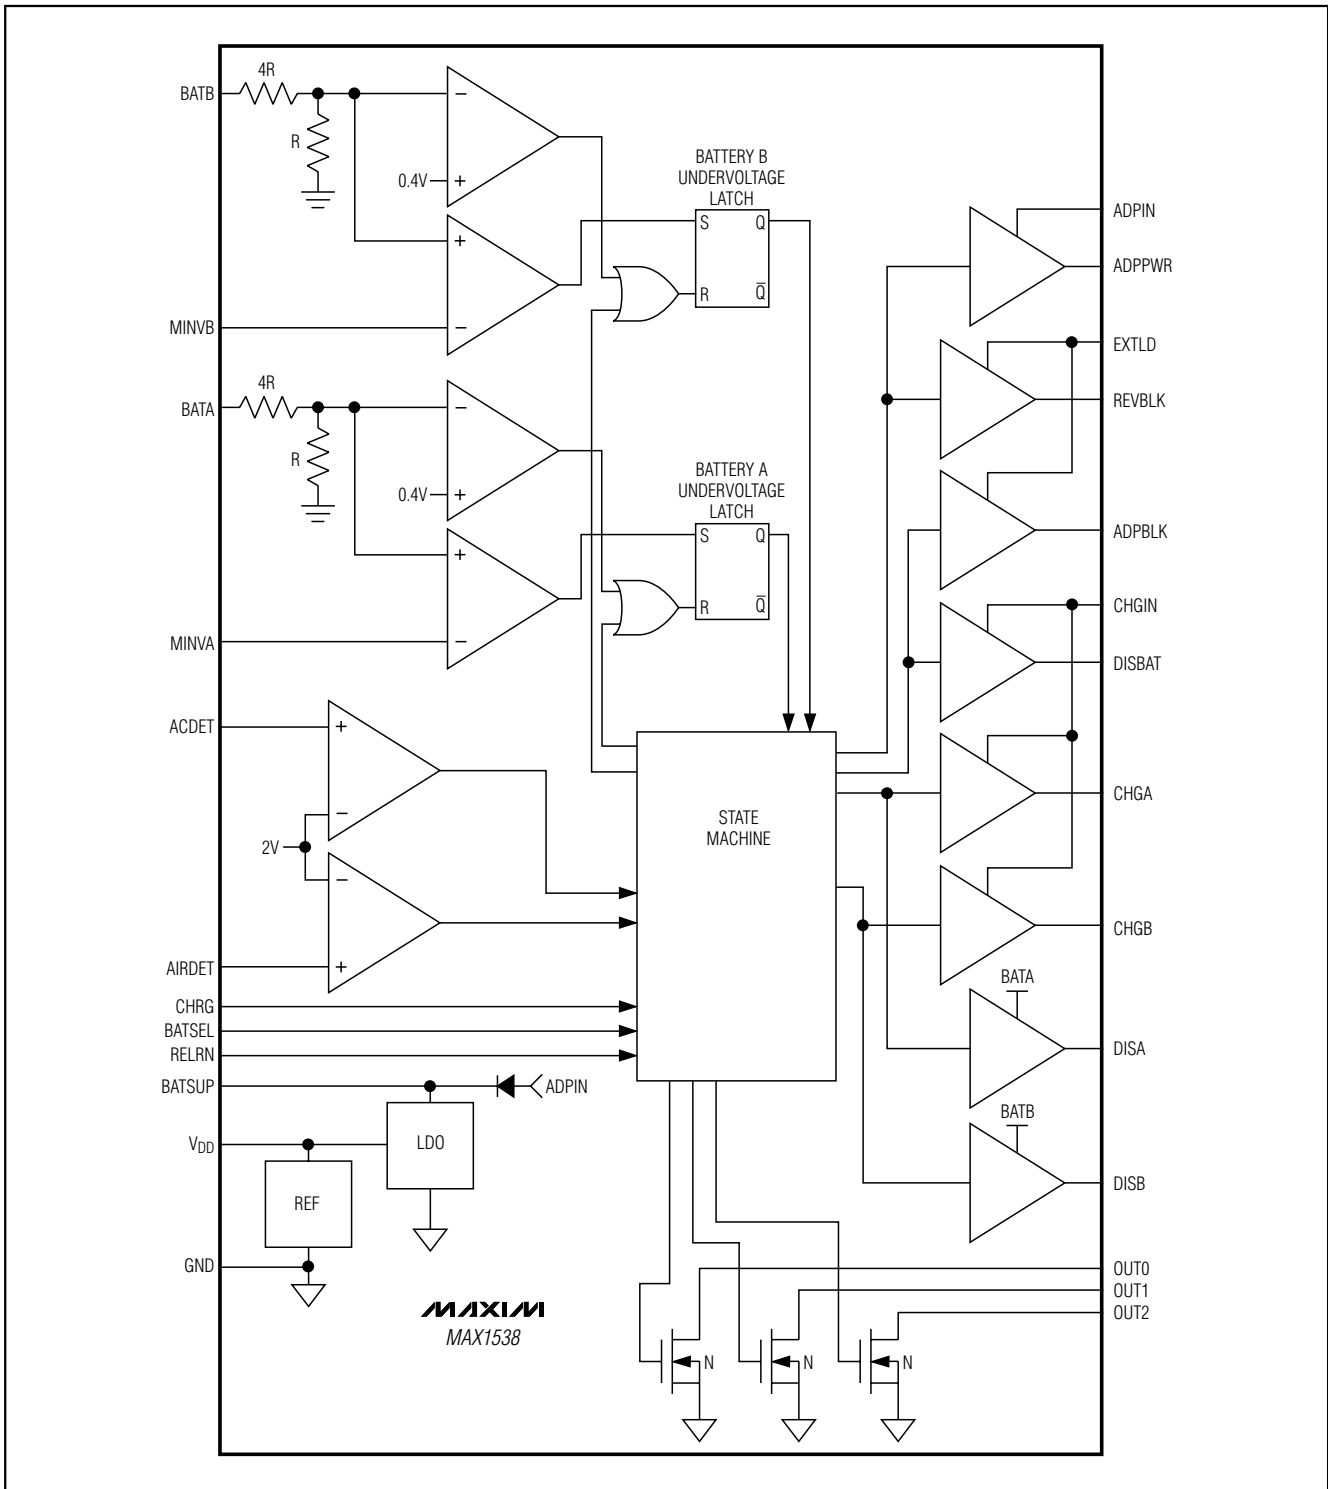 4R
BATB
R
0.4V
−
+
+
−
MINVB
BATTERY B
UNDERVOLTAGE
LATCH
S Q
R Q̅
4R
BATA
R
0.4V
−
+
+
−
MINVA
BATTERY A
UNDERVOLTAGE
LATCH
S Q
R Q̅
ACDET
+
−
2V
−
+
AIRDET
CHRG
BATSEL
RELRN
BATSUP
ADPIN
VDD
LDO
REF
GND
STATE
MACHINE
ADPIN
ADPPWR
EXTLD
REVBLK
ADPBLK
CHGIN
DISBAT
CHGA
CHGB
BATA
DISA
BATB
DISB
OUT0
OUT1
OUT2
N
N
N
MAXIM
MAX1538